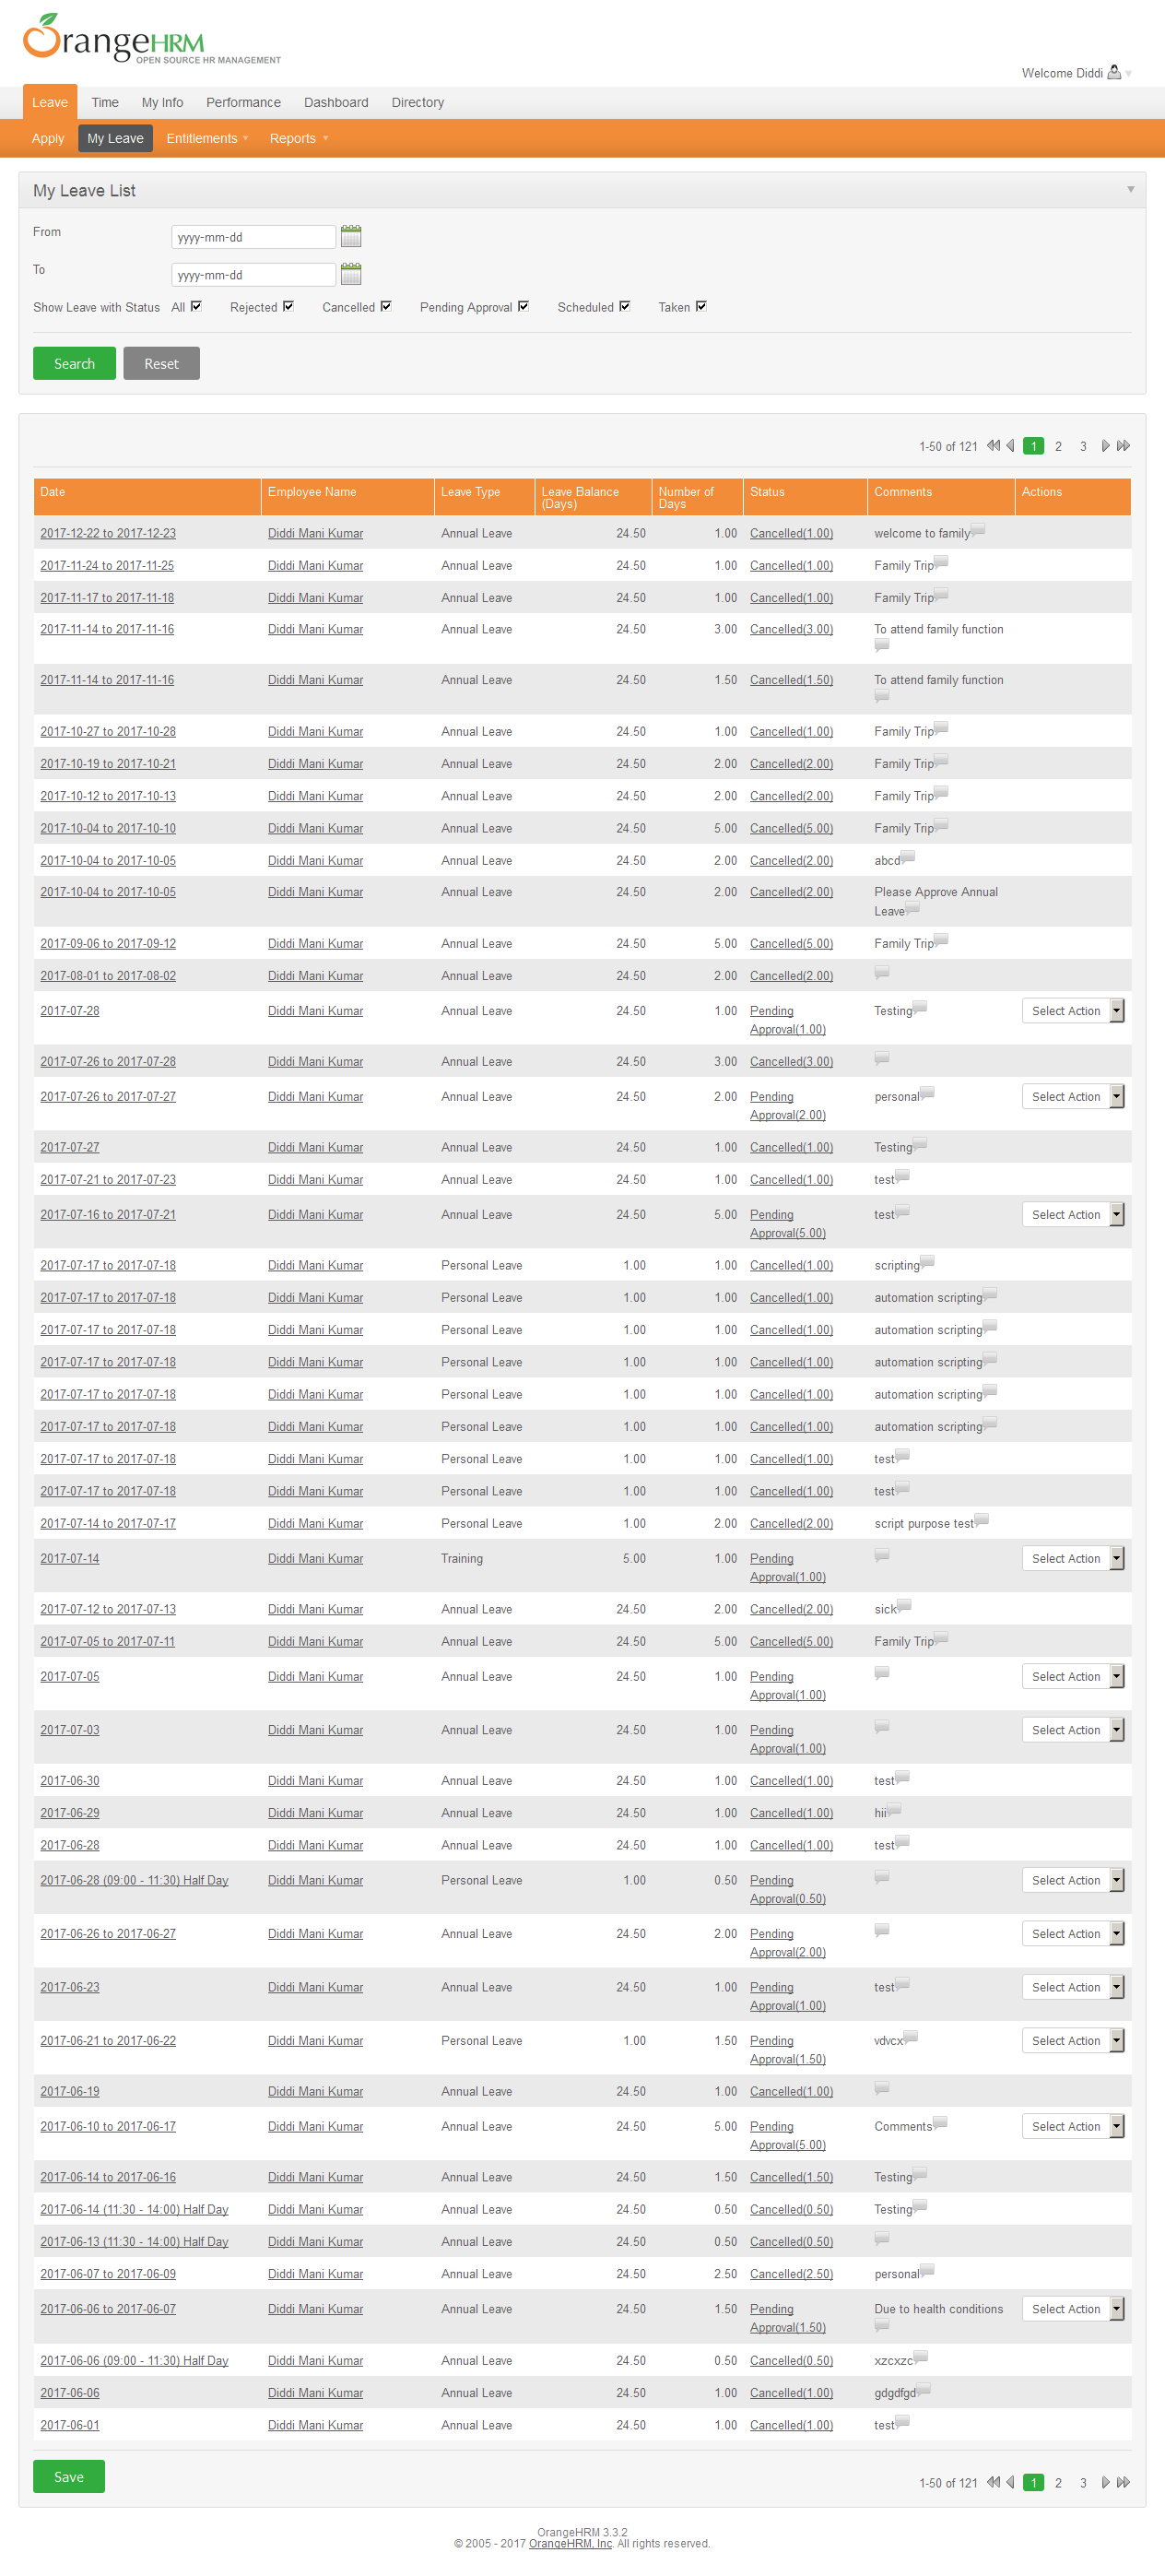 OrangeHRM
OPEN SOURCE HR MANAGEMENT
Welcome Diddi
Leave Time My Info Performance Dashboard Directory
Apply My Leave Entitlements Reports
My Leave List
From yyyy-mm-dd
To yyyy-mm-dd
Show Leave with Status All Rejected Cancelled Pending Approval Scheduled Taken
Search Reset
1-50 of 121 1 2 3
Date Employee Name Leave Type Leave Balance (Days) Number of Days Status Comments Actions
2017-12-22 to 2017-12-23 Diddi Mani Kumar Annual Leave 24.50 1.00 Cancelled(1.00) welcome to family
2017-11-24 to 2017-11-25 Diddi Mani Kumar Annual Leave 24.50 1.00 Cancelled(1.00) Family Trip
2017-11-17 to 2017-11-18 Diddi Mani Kumar Annual Leave 24.50 1.00 Cancelled(1.00) Family Trip
2017-11-14 to 2017-11-16 Diddi Mani Kumar Annual Leave 24.50 3.00 Cancelled(3.00) To attend family function
2017-11-14 to 2017-11-16 Diddi Mani Kumar Annual Leave 24.50 1.50 Cancelled(1.50) To attend family function
2017-10-27 to 2017-10-28 Diddi Mani Kumar Annual Leave 24.50 1.00 Cancelled(1.00) Family Trip
2017-10-19 to 2017-10-21 Diddi Mani Kumar Annual Leave 24.50 2.00 Cancelled(2.00) Family Trip
2017-10-12 to 2017-10-13 Diddi Mani Kumar Annual Leave 24.50 2.00 Cancelled(2.00) Family Trip
2017-10-04 to 2017-10-10 Diddi Mani Kumar Annual Leave 24.50 5.00 Cancelled(5.00) Family Trip
2017-10-04 to 2017-10-05 Diddi Mani Kumar Annual Leave 24.50 2.00 Cancelled(2.00) abcd
2017-10-04 to 2017-10-05 Diddi Mani Kumar Annual Leave 24.50 2.00 Cancelled(2.00) Please Approve Annual
Leave
2017-09-06 to 2017-09-12 Diddi Mani Kumar Annual Leave 24.50 5.00 Cancelled(5.00) Family Trip
2017-08-01 to 2017-08-02 Diddi Mani Kumar Annual Leave 24.50 2.00 Cancelled(2.00)
2017-07-28 Diddi Mani Kumar Annual Leave 24.50 1.00 Pending Testing Select Action
Approval(1.00)
2017-07-26 to 2017-07-28 Diddi Mani Kumar Annual Leave 24.50 3.00 Cancelled(3.00)
2017-07-26 to 2017-07-27 Diddi Mani Kumar Annual Leave 24.50 2.00 Pending personal Select Action
Approval(2.00)
2017-07-27 Diddi Mani Kumar Annual Leave 24.50 1.00 Cancelled(1.00) Testing
2017-07-21 to 2017-07-23 Diddi Mani Kumar Annual Leave 24.50 1.00 Cancelled(1.00) test
2017-07-16 to 2017-07-21 Diddi Mani Kumar Annual Leave 24.50 5.00 Pending test Select Action
Approval(5.00)
2017-07-17 to 2017-07-18 Diddi Mani Kumar Personal Leave 1.00 1.00 Cancelled(1.00) scripting
2017-07-17 to 2017-07-18 Diddi Mani Kumar Personal Leave 1.00 1.00 Cancelled(1.00) automation scripting
2017-07-17 to 2017-07-18 Diddi Mani Kumar Personal Leave 1.00 1.00 Cancelled(1.00) automation scripting
2017-07-17 to 2017-07-18 Diddi Mani Kumar Personal Leave 1.00 1.00 Cancelled(1.00) automation scripting
2017-07-17 to 2017-07-18 Diddi Mani Kumar Personal Leave 1.00 1.00 Cancelled(1.00) automation scripting
2017-07-17 to 2017-07-18 Diddi Mani Kumar Personal Leave 1.00 1.00 Cancelled(1.00) automation scripting
2017-07-17 to 2017-07-18 Diddi Mani Kumar Personal Leave 1.00 1.00 Cancelled(1.00) test
2017-07-17 to 2017-07-18 Diddi Mani Kumar Personal Leave 1.00 1.00 Cancelled(1.00) test
2017-07-14 to 2017-07-17 Diddi Mani Kumar Personal Leave 1.00 2.00 Cancelled(2.00) script purpose test
2017-07-14 Diddi Mani Kumar Training 5.00 1.00 Pending Select Action
Approval(1.00)
2017-07-12 to 2017-07-13 Diddi Mani Kumar Annual Leave 24.50 2.00 Cancelled(2.00) sick
2017-07-05 to 2017-07-11 Diddi Mani Kumar Annual Leave 24.50 5.00 Cancelled(5.00) Family Trip
2017-07-05 Diddi Mani Kumar Annual Leave 24.50 1.00 Pending Select Action
Approval(1.00)
2017-07-03 Diddi Mani Kumar Annual Leave 24.50 1.00 Pending Select Action
Approval(1.00)
2017-06-30 Diddi Mani Kumar Annual Leave 24.50 1.00 Cancelled(1.00) test
2017-06-29 Diddi Mani Kumar Annual Leave 24.50 1.00 Cancelled(1.00) hii
2017-06-28 Diddi Mani Kumar Annual Leave 24.50 1.00 Cancelled(1.00) test
2017-06-28 (09:00 - 11:30) Half Day Diddi Mani Kumar Personal Leave 1.00 0.50 Pending Select Action
Approval(0.50)
2017-06-26 to 2017-06-27 Diddi Mani Kumar Annual Leave 24.50 2.00 Pending Select Action
Approval(2.00)
2017-06-23 Diddi Mani Kumar Annual Leave 24.50 1.00 Pending test Select Action
Approval(1.00)
2017-06-21 to 2017-06-22 Diddi Mani Kumar Personal Leave 1.00 1.50 Pending vdvcx Select Action
Approval(1.50)
2017-06-19 Diddi Mani Kumar Annual Leave 24.50 1.00 Cancelled(1.00)
2017-06-10 to 2017-06-17 Diddi Mani Kumar Annual Leave 24.50 5.00 Pending Comments Select Action
Approval(5.00)
2017-06-14 to 2017-06-16 Diddi Mani Kumar Annual Leave 24.50 1.50 Cancelled(1.50) Testing
2017-06-14 (11:30 - 14:00) Half Day Diddi Mani Kumar Annual Leave 24.50 0.50 Cancelled(0.50) Testing
2017-06-13 (11:30 - 14:00) Half Day Diddi Mani Kumar Annual Leave 24.50 0.50 Cancelled(0.50)
2017-06-07 to 2017-06-09 Diddi Mani Kumar Annual Leave 24.50 2.50 Cancelled(2.50) personal
2017-06-06 to 2017-06-07 Diddi Mani Kumar Annual Leave 24.50 1.50 Pending Due to health conditions Select Action
Approval(1.50)
2017-06-06 (09:00 - 11:30) Half Day Diddi Mani Kumar Annual Leave 24.50 0.50 Cancelled(0.50) xzcxzc
2017-06-06 Diddi Mani Kumar Annual Leave 24.50 1.00 Cancelled(1.00) gdgdfgd
2017-06-01 Diddi Mani Kumar Annual Leave 24.50 1.00 Cancelled(1.00) test
Save 1-50 of 121 1 2 3
OrangeHRM 3.3.2
© 2005 - 2017 OrangeHRM, Inc. All rights reserved.